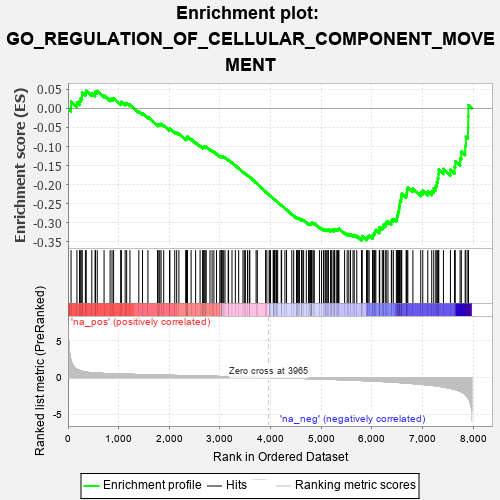 Enrichment plot:
GO_REGULATION_OF_CELLULAR_COMPONENT_MOVE
MENT
Enrichment score (ES)
0.05
0.00
-0.05
-0.10
-0.15
-0.20
-0.25
-0.30
-0.35
'na_pos' (positively correlated)
Ranked list metric (PreRanked)
5
0
-5
Zero cross at 3965
'na_neg' (negatively correlated)
0
1,000
2,000
3,000
4,000
5,000
6,000
7,000
8,000
Rank in Ordered Dataset
Enrichment profile
Hits
Ranking metric scores